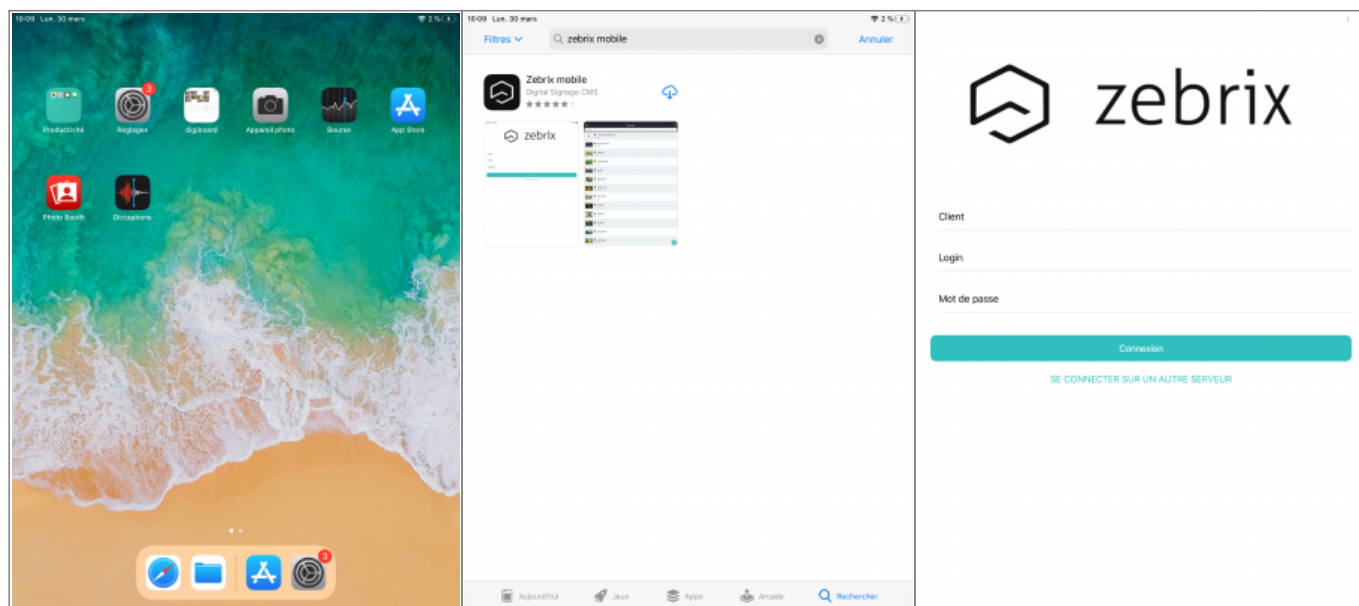 10:09 Lun. 30 mars
2 %
3
Productivité
Réglages
digiboard
Appareil photo
Bourse
App Store
Photo Booth
Dictaphone
3
10:09 Lun. 30 mars
2 %
Filtres
zebrix mobile
Annuler
Zebrix mobile
Digital Signage CMS
zebrix
Aujourd'hui
Jeux
Apps
Arcade
Rechercher
zebrix
Client
Login
Mot de passe
Connexion
SE CONNECTER SUR UN AUTRE SERVEUR